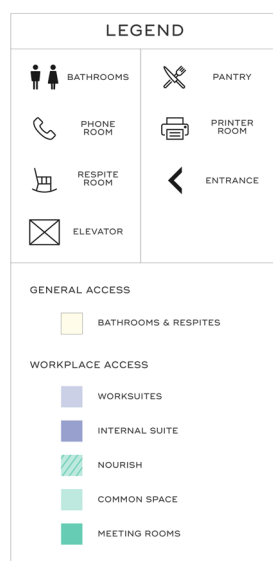 LEGEND
BATHROOMS
PANTRY
PHONE
ROOM
PRINTER
ROOM
RESPITE
ROOM
ENTRANCE
ELEVATOR
GENERAL ACCESS
BATHROOMS & RESPITES
WORKPLACE ACCESS
WORKSUITES
INTERNAL SUITE
NOURISH
COMMON SPACE
MEETING ROOMS